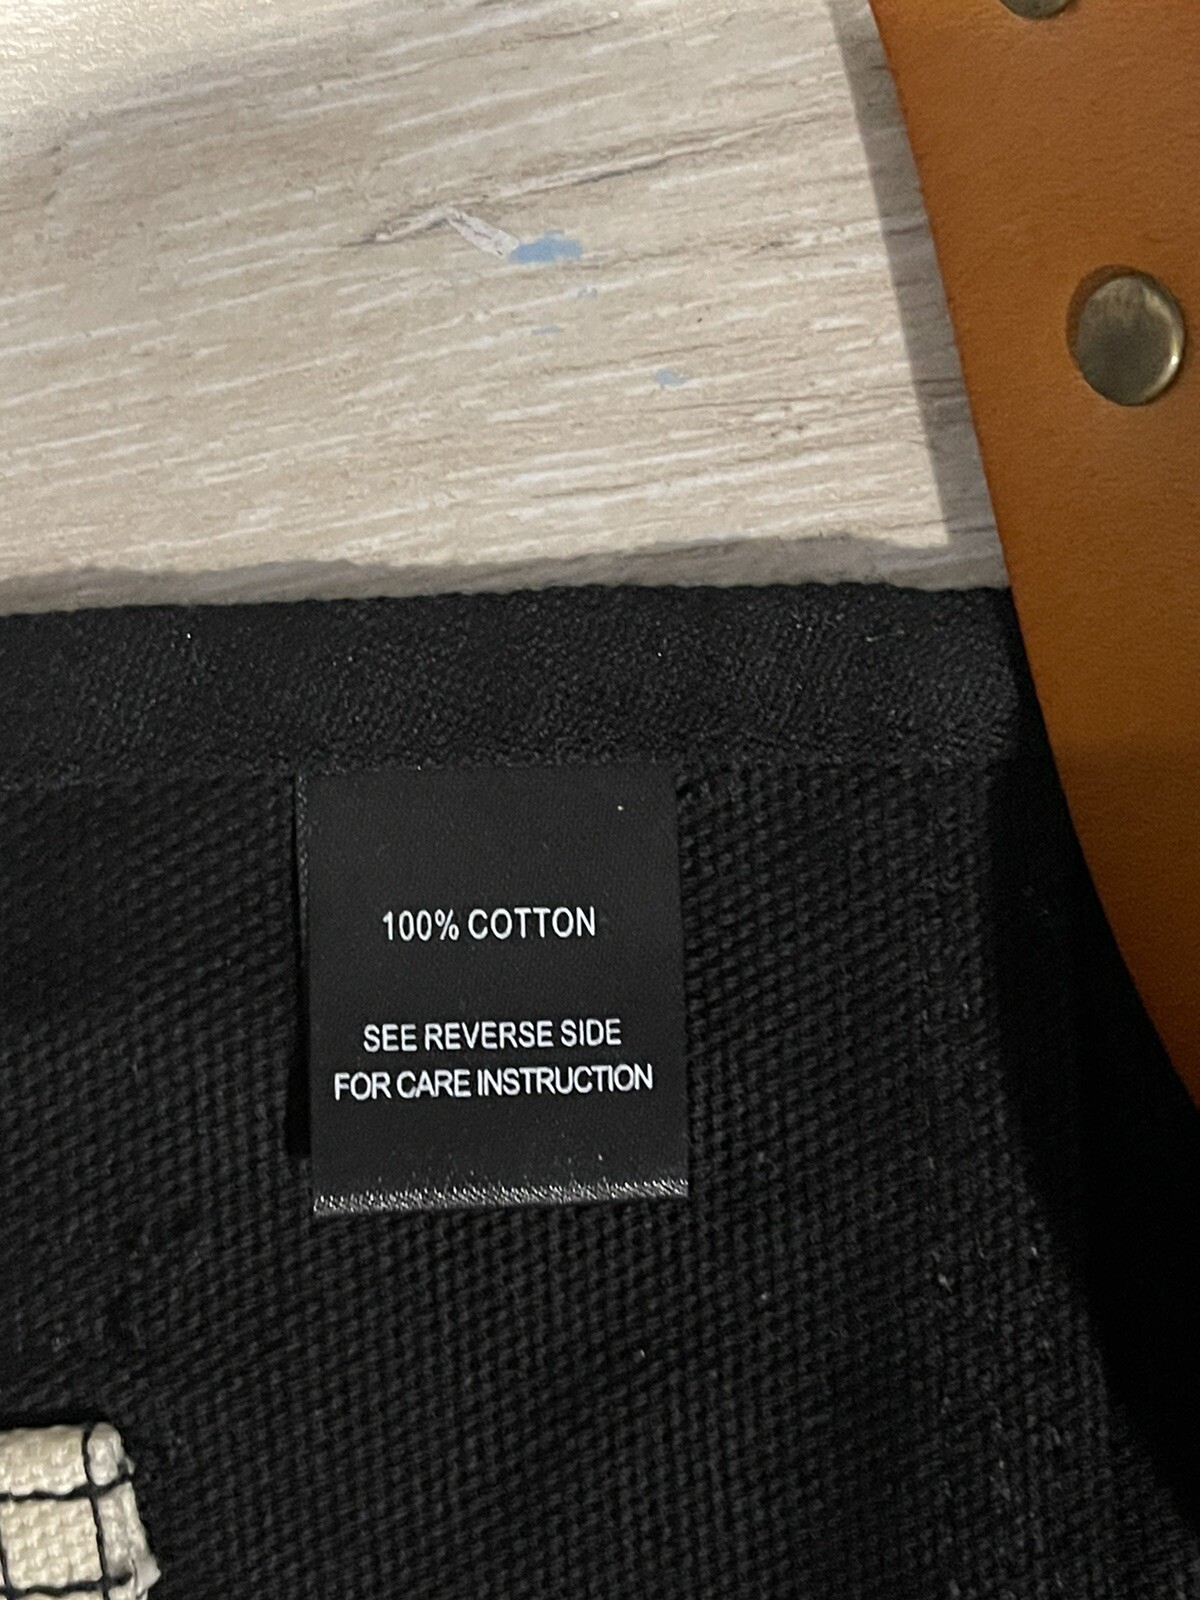 100% COTTON
SEE REVERSE SIDE
FOR CARE INSTRUCTION